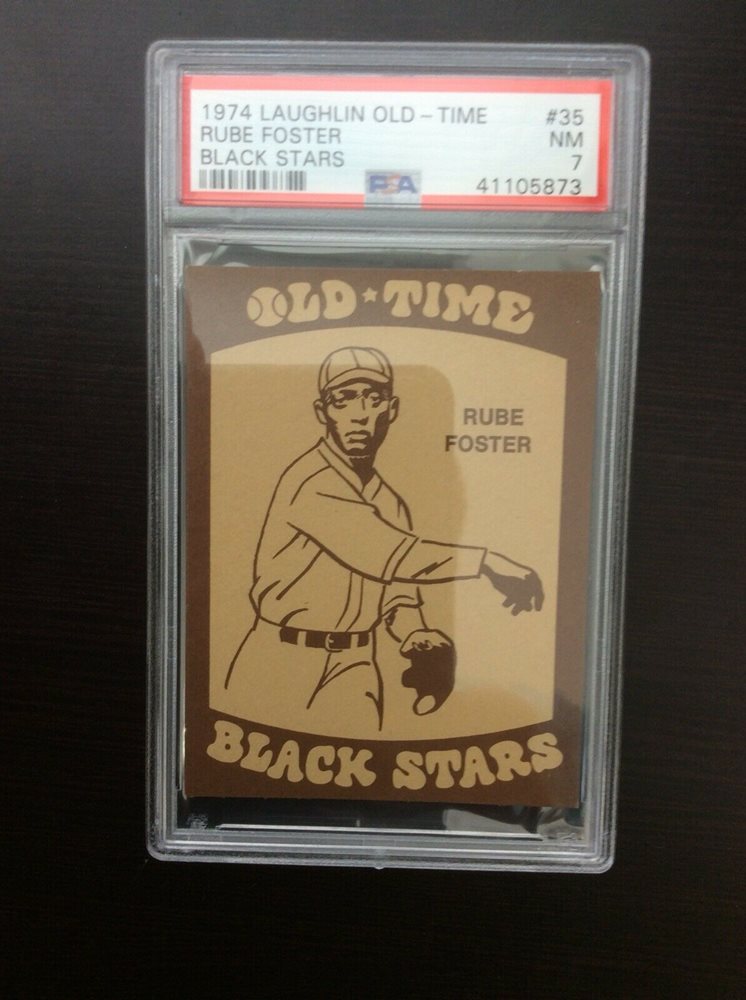 1974 LAUGHLIN OLD – TIME #35
RUBE FOSTER NM
BLACK STARS 7
PSA 41105873
OLD★TIME
RUBE
FOSTER
BLACK STARS